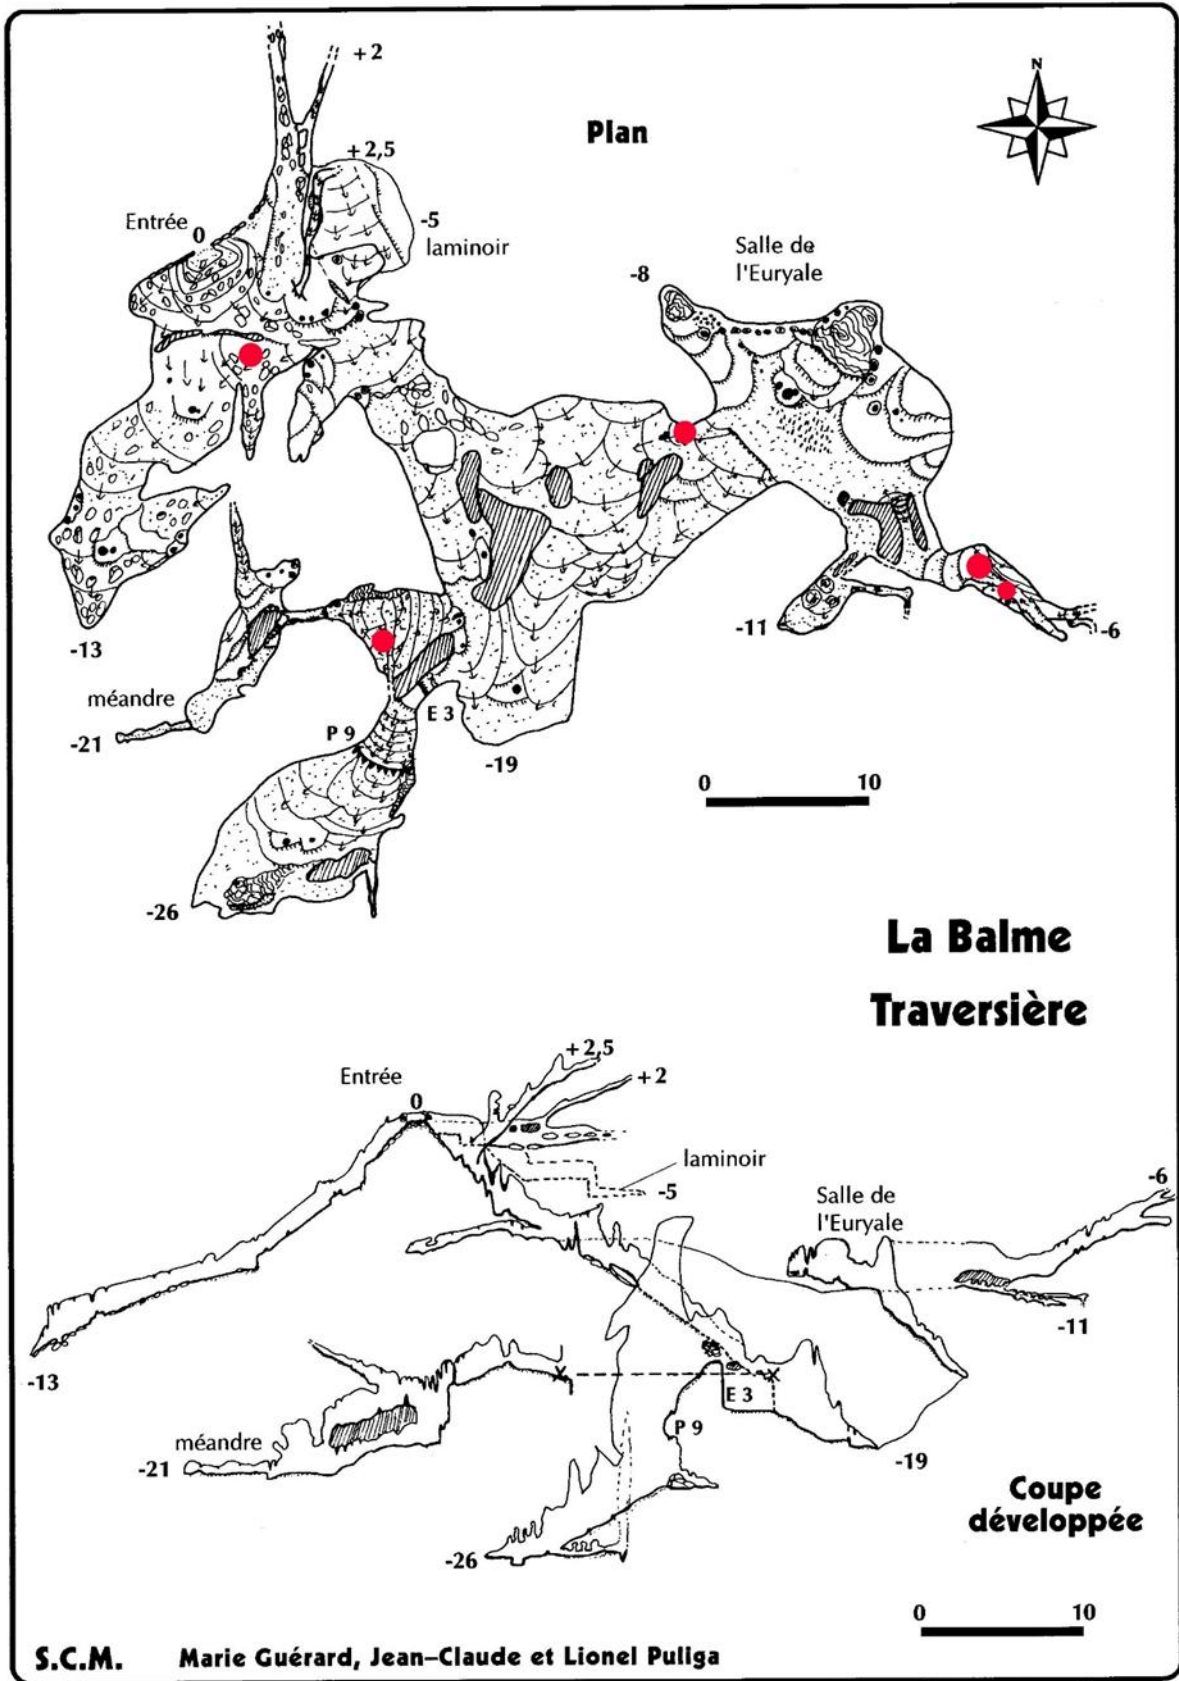 N
Plan
+2
+2,5
Entrée
0
-5
laminoir
Salle de
l'Euryale
-8
-13
méandre
-21
P 9
E 3
-19
-11
-6
0 10
-26
La Balme
Traversière
+2,5
+2
Entrée
0
laminoir
-5
Salle de
l'Euryale
-6
-11
-13
E 3
P 9
méandre
-21
-19
Coupe
développée
-26
0 10
S.C.M. Marie Guérard, Jean-Claude et Lionel Puliga